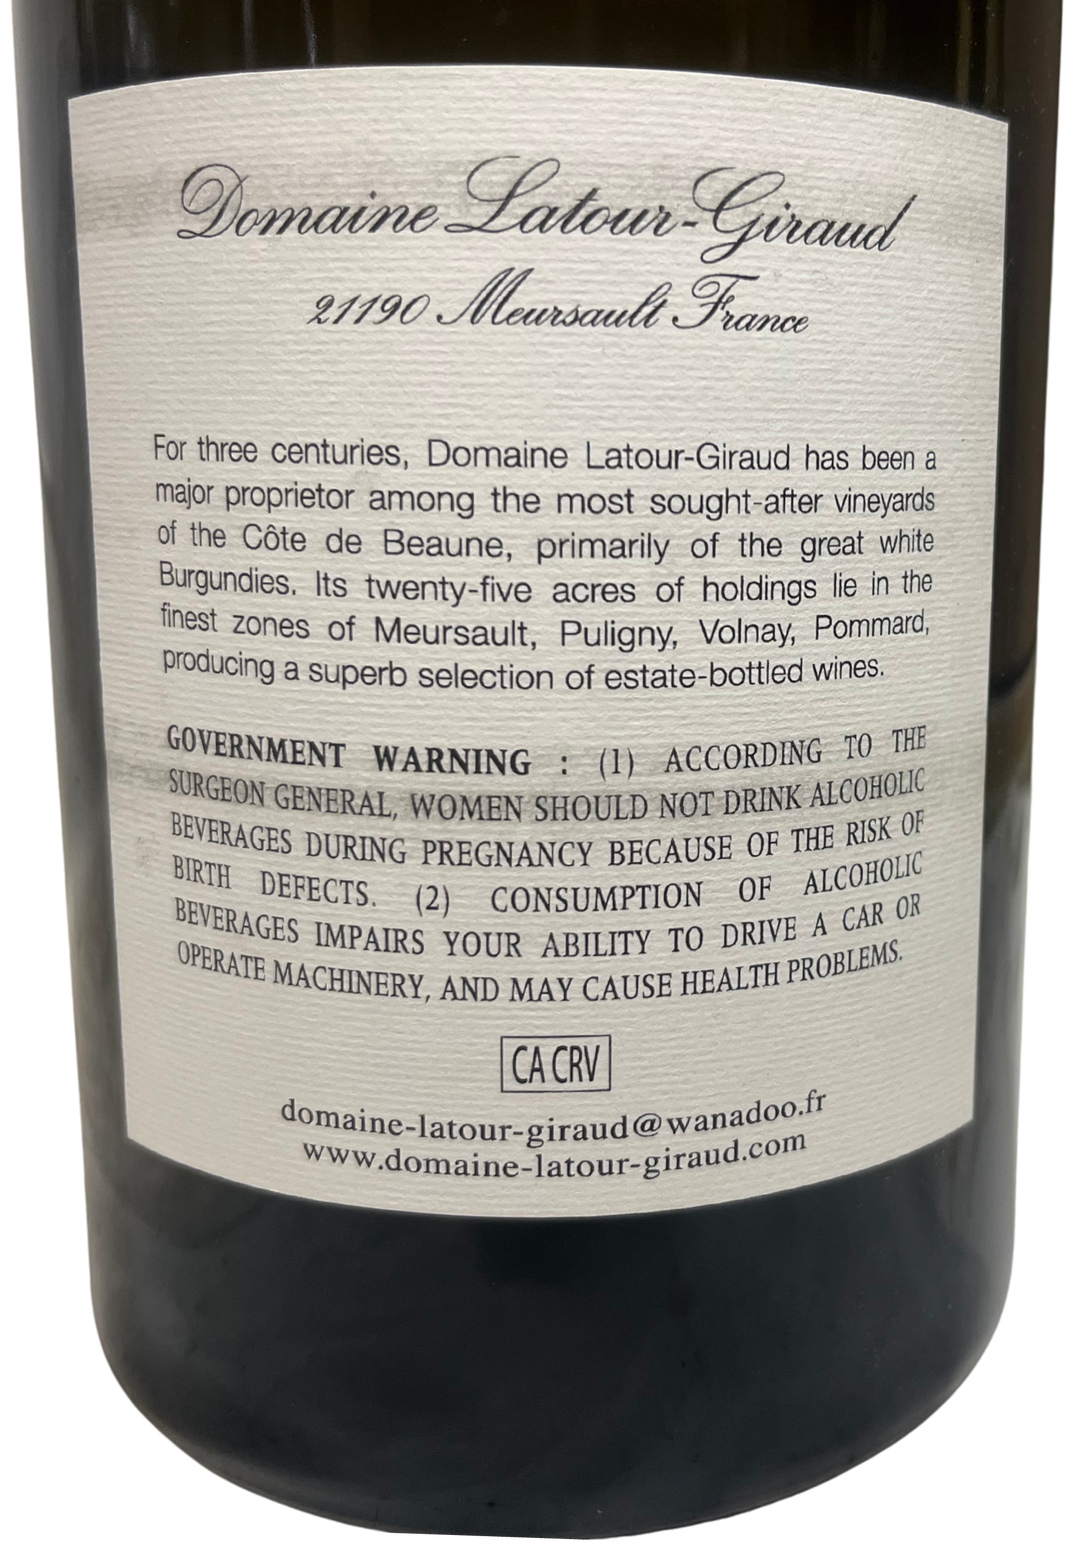 Domaine Latour-Giraud
21190 Meursault France
For three centuries, Domaine Latour-Giraud has been a
major proprietor among the most sought-after vineyards
of the Côte de Beaune, primarily of the great white
Burgundies. Its twenty-five acres of holdings lie in the
finest zones of Meursault, Puligny, Volnay, Pommard,
producing a superb selection of estate-bottled wines.
GOVERNMENT WARNING : (1) ACCORDING TO THE
SURGEON GENERAL, WOMEN SHOULD NOT DRINK ALCOHOLIC
BEVERAGES DURING PREGNANCY BECAUSE OF THE RISK OF
BIRTH DEFECTS. (2) CONSUMPTION OF ALCOHOLIC
BEVERAGES IMPAIRS YOUR ABILITY TO DRIVE A CAR OR
OPERATE MACHINERY, AND MAY CAUSE HEALTH PROBLEMS.
CA CRV
domaine-latour-giraud@wanadoo.fr
www.domaine-latour-giraud.com